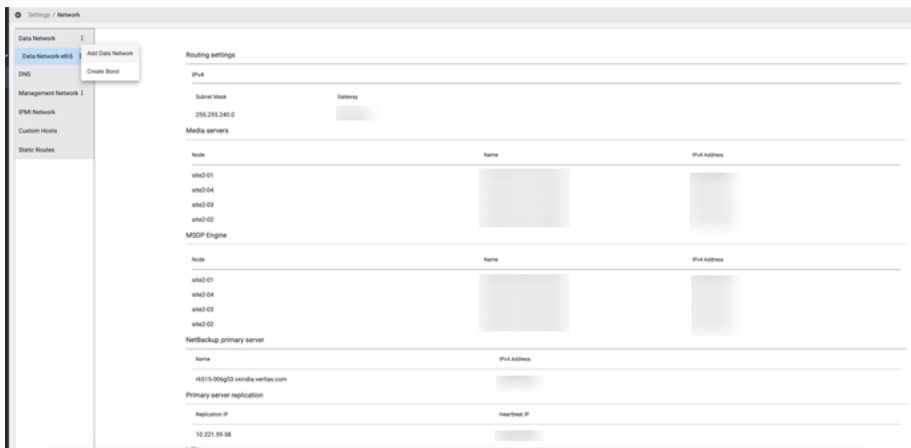 Settings / Network
Data Network
Data-Network-eth5
Add Data Network
Create Bond
DNS
Management Network
IPMI Network
Custom Hosts
Static Routes
Routing settings
IPv4
Subnet Mask Gateway
255.255.240.0
Media servers
Node Name IPv4 Address
site2-01
site2-04
site2-03
site2-02
MSDP Engine
Node Name IPv4 Address
site2-01
site2-04
site2-03
site2-02
NetBackup primary server
Name IPv4 Address
r6515-006g03.vxindia.veritas.com
Primary server replication
Replication IP Heartbeat IP
10.221.59.58